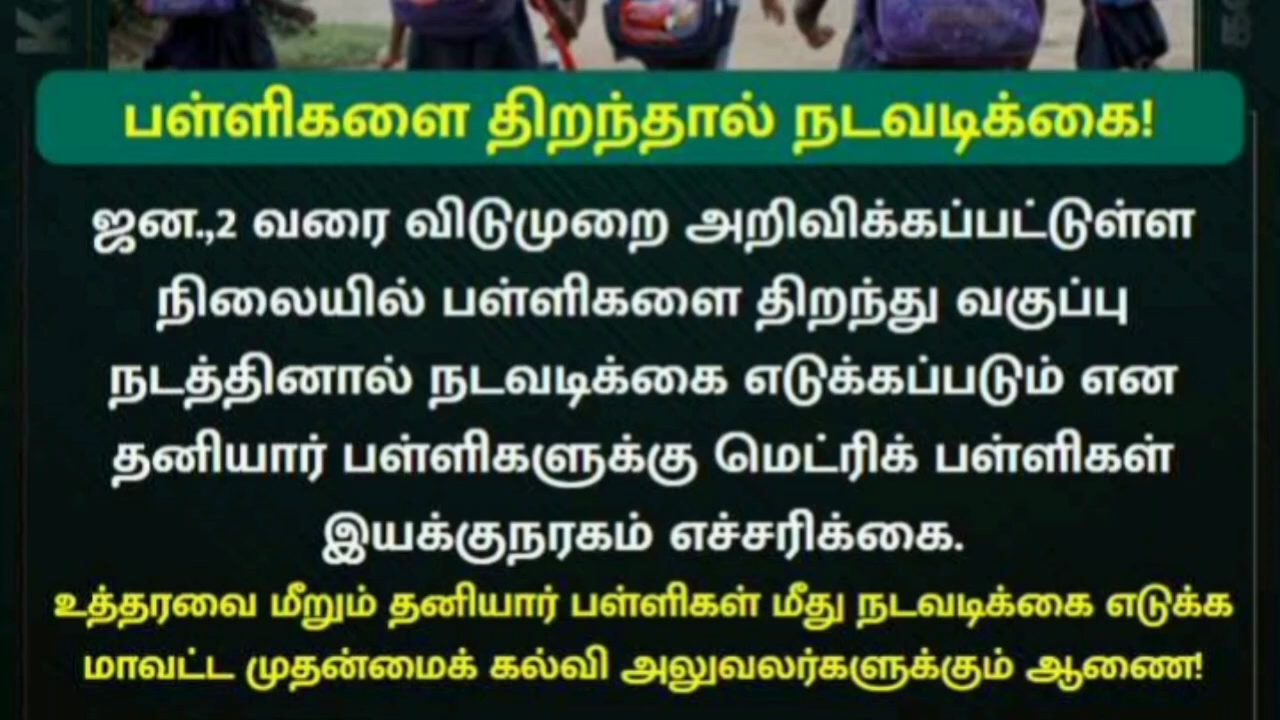 பள்ளிகளை திறந்தால் நடவடிக்கை!
ஜன.,2 வரை விடுமுறை அறிவிக்கப்பட்டுள்ள
நிலையில் பள்ளிகளை திறந்து வகுப்பு
நடத்தினால் நடவடிக்கை எடுக்கப்படும் என
தனியார் பள்ளிகளுக்கு மெட்ரிக் பள்ளிகள்
இயக்குநரகம் எச்சரிக்கை.
உத்தரவை மீறும் தனியார் பள்ளிகள் மீது நடவடிக்கை எடுக்க
மாவட்ட முதன்மைக் கல்வி அலுவலர்களுக்கும் ஆணை!